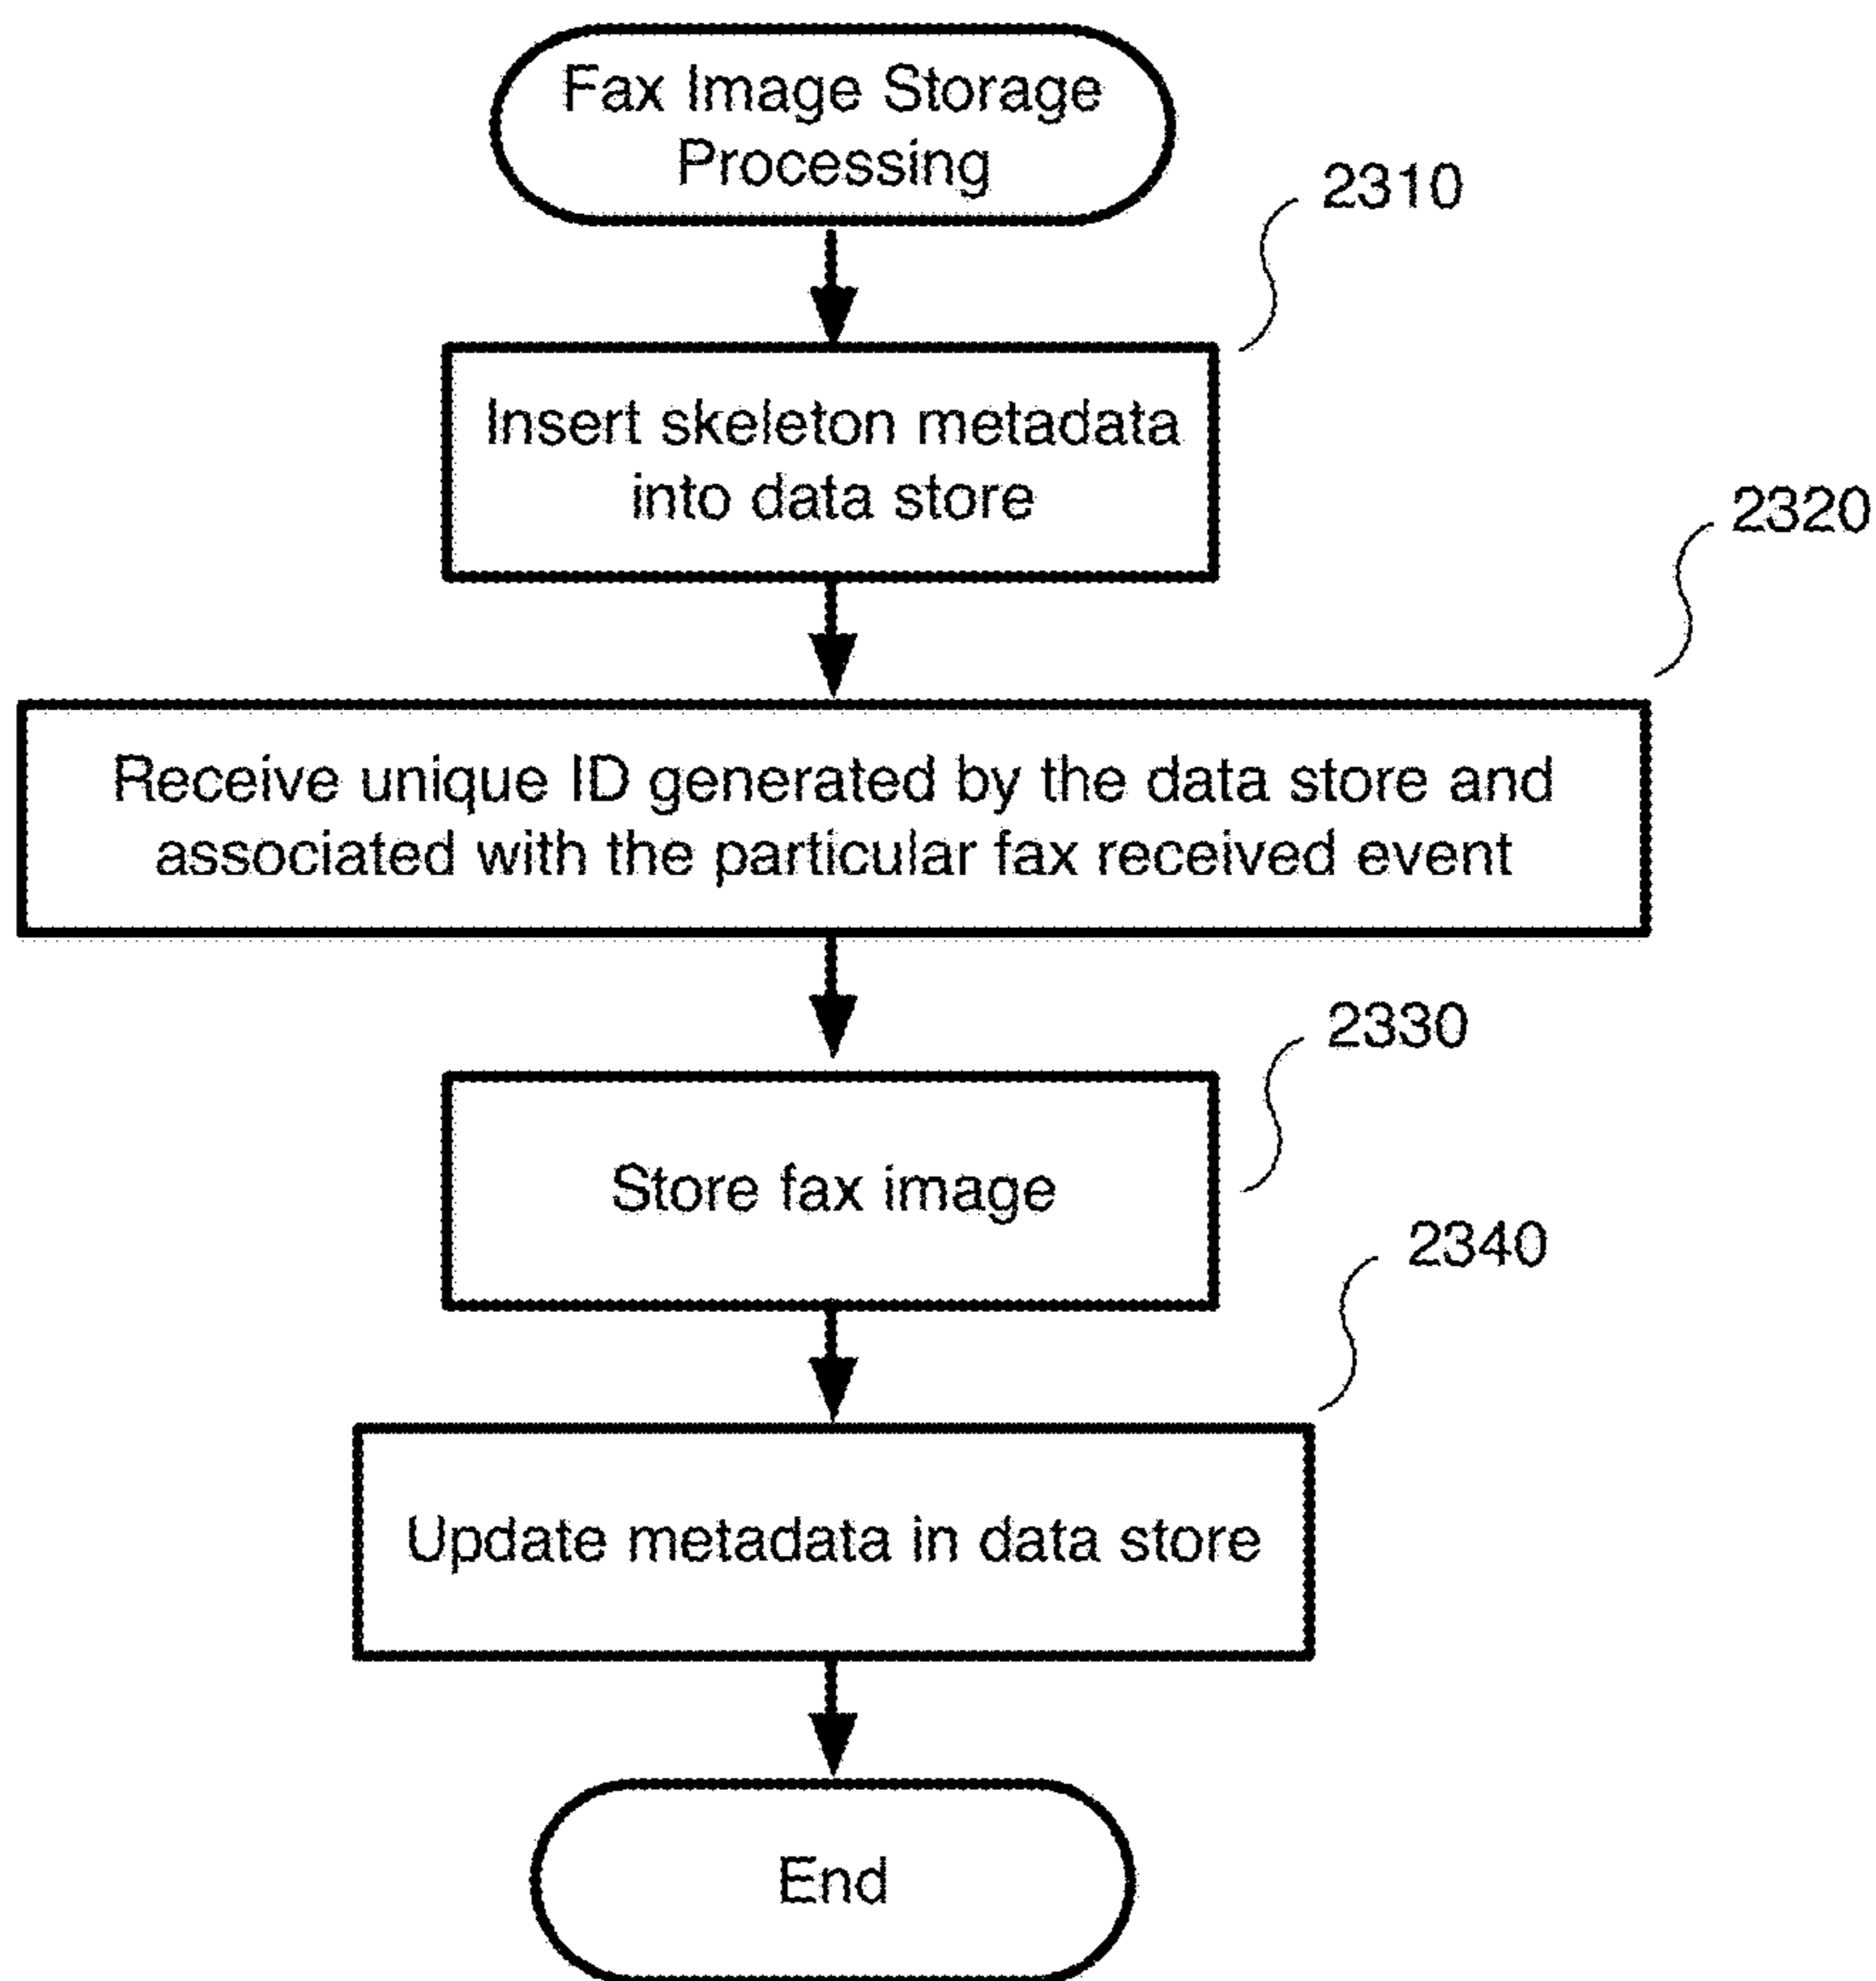 Fax Image Storage
Processing
2310
Insert skeleton metadata
into data store
2320
Receive unique ID generated by the data store and
associated with the particular fax received event
2330
Store fax image
2340
Update metadata in data store
End